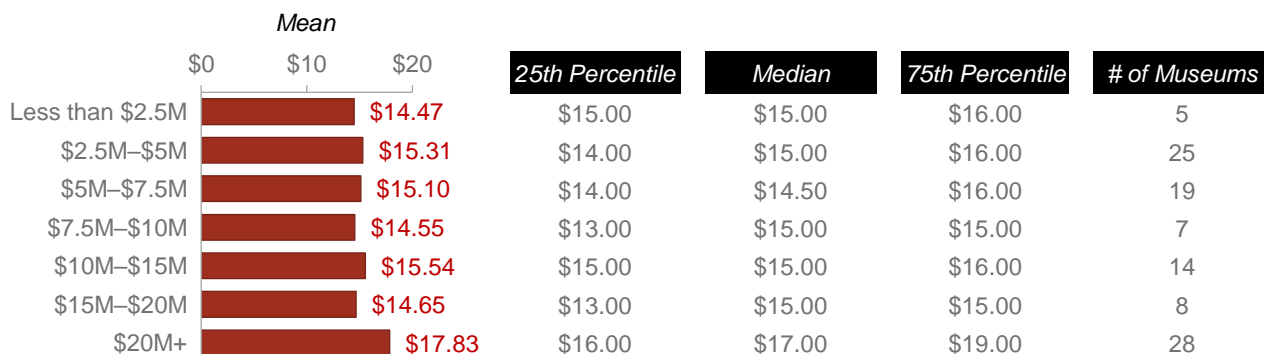 Mean
$0 $10 $20
25th Percentile Median 75th Percentile # of Museums
Less than $2.5M $14.47 $15.00 $15.00 $16.00 5
$2.5M–$5M $15.31 $14.00 $15.00 $16.00 25
$5M–$7.5M $15.10 $14.00 $14.50 $16.00 19
$7.5M–$10M $14.55 $13.00 $15.00 $15.00 7
$10M–$15M $15.54 $15.00 $15.00 $16.00 14
$15M–$20M $14.65 $13.00 $15.00 $15.00 8
$20M+ $17.83 $16.00 $17.00 $19.00 28